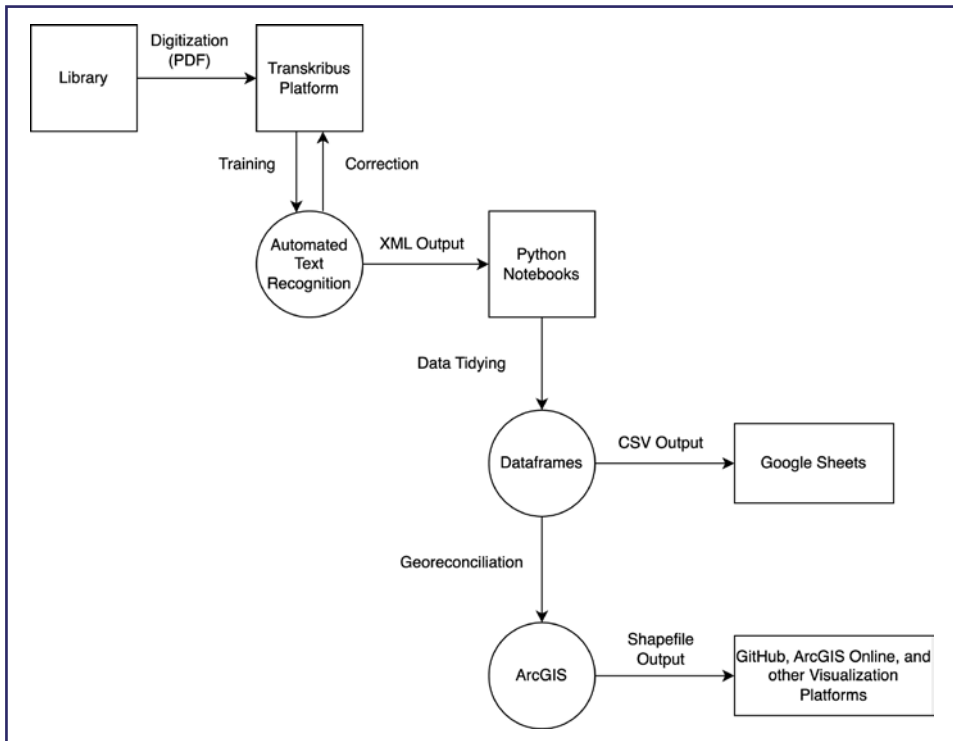 Digitization
(PDF)
Library
Transkribus
Platform
Training
Correction
Automated
Text
Recognition
XML Output
Python
Notebooks
Data Tidying
Dataframes
CSV Output
Google Sheets
Georeconciliation
ArcGIS
Shapefile
Output
GitHub, ArcGIS Online, and
other Visualization
Platforms